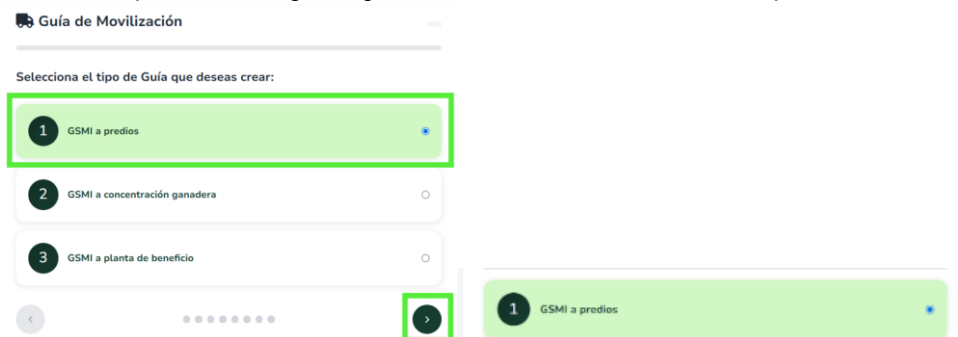 Guía de Movilización
Selecciona el tipo de Guía que deseas crear:
1 GSMI a predios
2 GSMI a concentración ganadera
3 GSMI a planta de beneficio
1 GSMI a predios